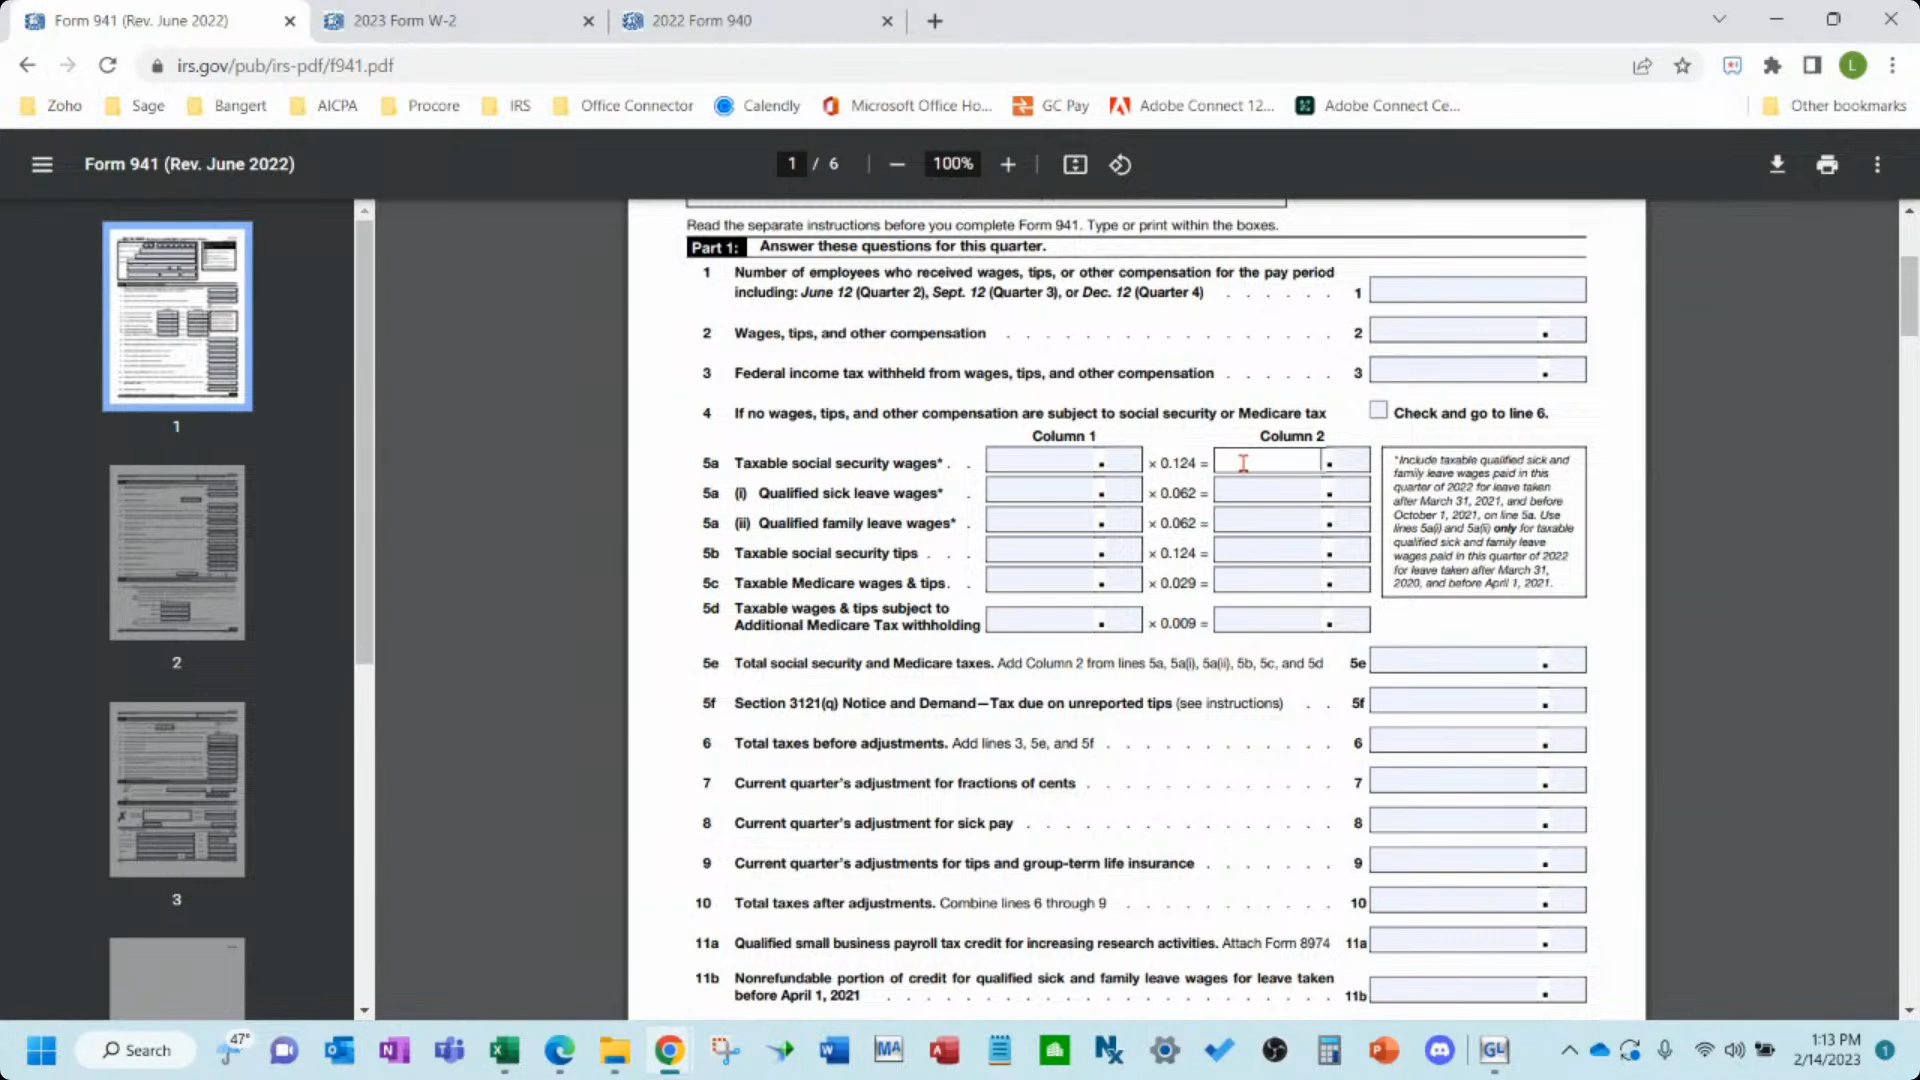 Form 941 (Rev. June 2022)
2023 Form W-2
2022 Form 940
irs.gov/pub/irs-pdf/f941.pdf
L
Zoho
Sage
Bangert
AICPA
Procore
IRS
Office Connector
Calendly
Microsoft Office Ho...
GC Pay
Adobe Connect 12...
Adobe Connect Ce...
Other bookmarks
Form 941 (Rev. June 2022)
1 / 6
100%
1
2
3
Read the separate instructions before you complete Form 941. Type or print within the boxes.
Part 1: Answer these questions for this quarter.
1 Number of employees who received wages, tips, or other compensation for the pay period
including: June 12 (Quarter 2), Sept. 12 (Quarter 3), or Dec. 12 (Quarter 4) . . . . . . 1
2 Wages, tips, and other compensation . . . . . . . . . . . . . . . . . 2
3 Federal income tax withheld from wages, tips, and other compensation . . . . . . 3
4 If no wages, tips, and other compensation are subject to social security or Medicare tax Check and go to line 6.
Column 1 Column 2
5a Taxable social security wages* . . × 0.124 =
5a (i) Qualified sick leave wages* . × 0.062 =
5a (ii) Qualified family leave wages* . × 0.062 =
5b Taxable social security tips . . . × 0.124 =
5c Taxable Medicare wages & tips. . × 0.029 =
5d Taxable wages & tips subject to
Additional Medicare Tax withholding × 0.009 =
*Include taxable qualified sick and
family leave wages paid in this
quarter of 2022 for leave taken
after March 31, 2021, and before
October 1, 2021, on line 5a. Use
lines 5a(i) and 5a(ii) only for taxable
qualified sick and family leave
wages paid in this quarter of 2022
for leave taken after March 31,
2020, and before April 1, 2021.
5e Total social security and Medicare taxes. Add Column 2 from lines 5a, 5a(i), 5a(ii), 5b, 5c, and 5d 5e
5f Section 3121(q) Notice and Demand—Tax due on unreported tips (see instructions) . . 5f
6 Total taxes before adjustments. Add lines 3, 5e, and 5f . . . . . . . . . . . . 6
7 Current quarter's adjustment for fractions of cents . . . . . . . . . . . . . 7
8 Current quarter's adjustment for sick pay . . . . . . . . . . . . . . . . 8
9 Current quarter's adjustments for tips and group-term life insurance . . . . . . . 9
10 Total taxes after adjustments. Combine lines 6 through 9 . . . . . . . . . . . 10
11a Qualified small business payroll tax credit for increasing research activities. Attach Form 8974 11a
11b Nonrefundable portion of credit for qualified sick and family leave wages for leave taken
before April 1, 2021 . . . . . . . . . . . . . . . . . . . . . . 11b
Search
47°
MA
GL
1:13 PM
2/14/2023
1